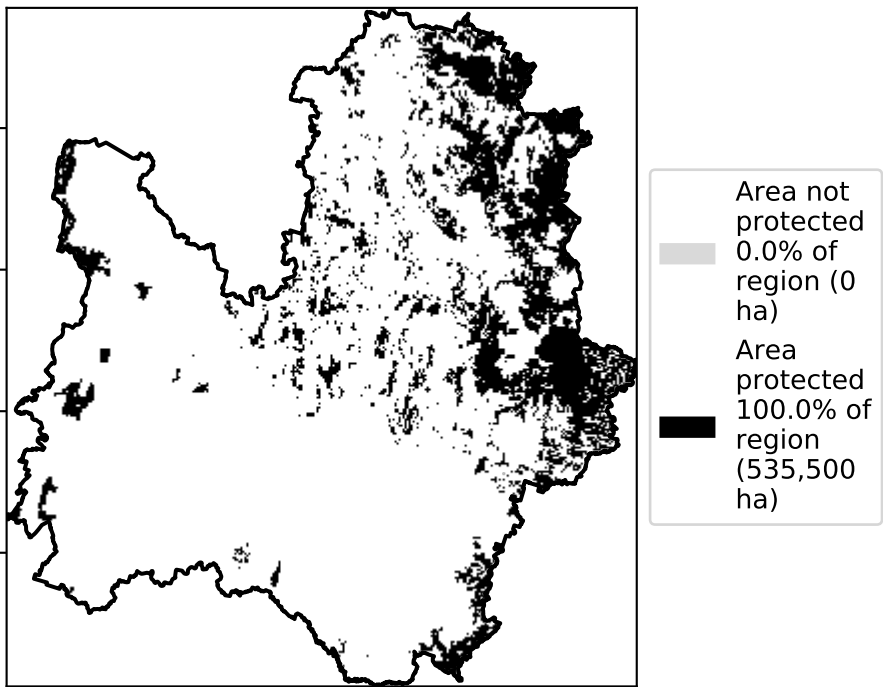 Area not
protected
0.0% of
region (0
ha)
Area
protected
100.0% of
region
(535,500
ha)